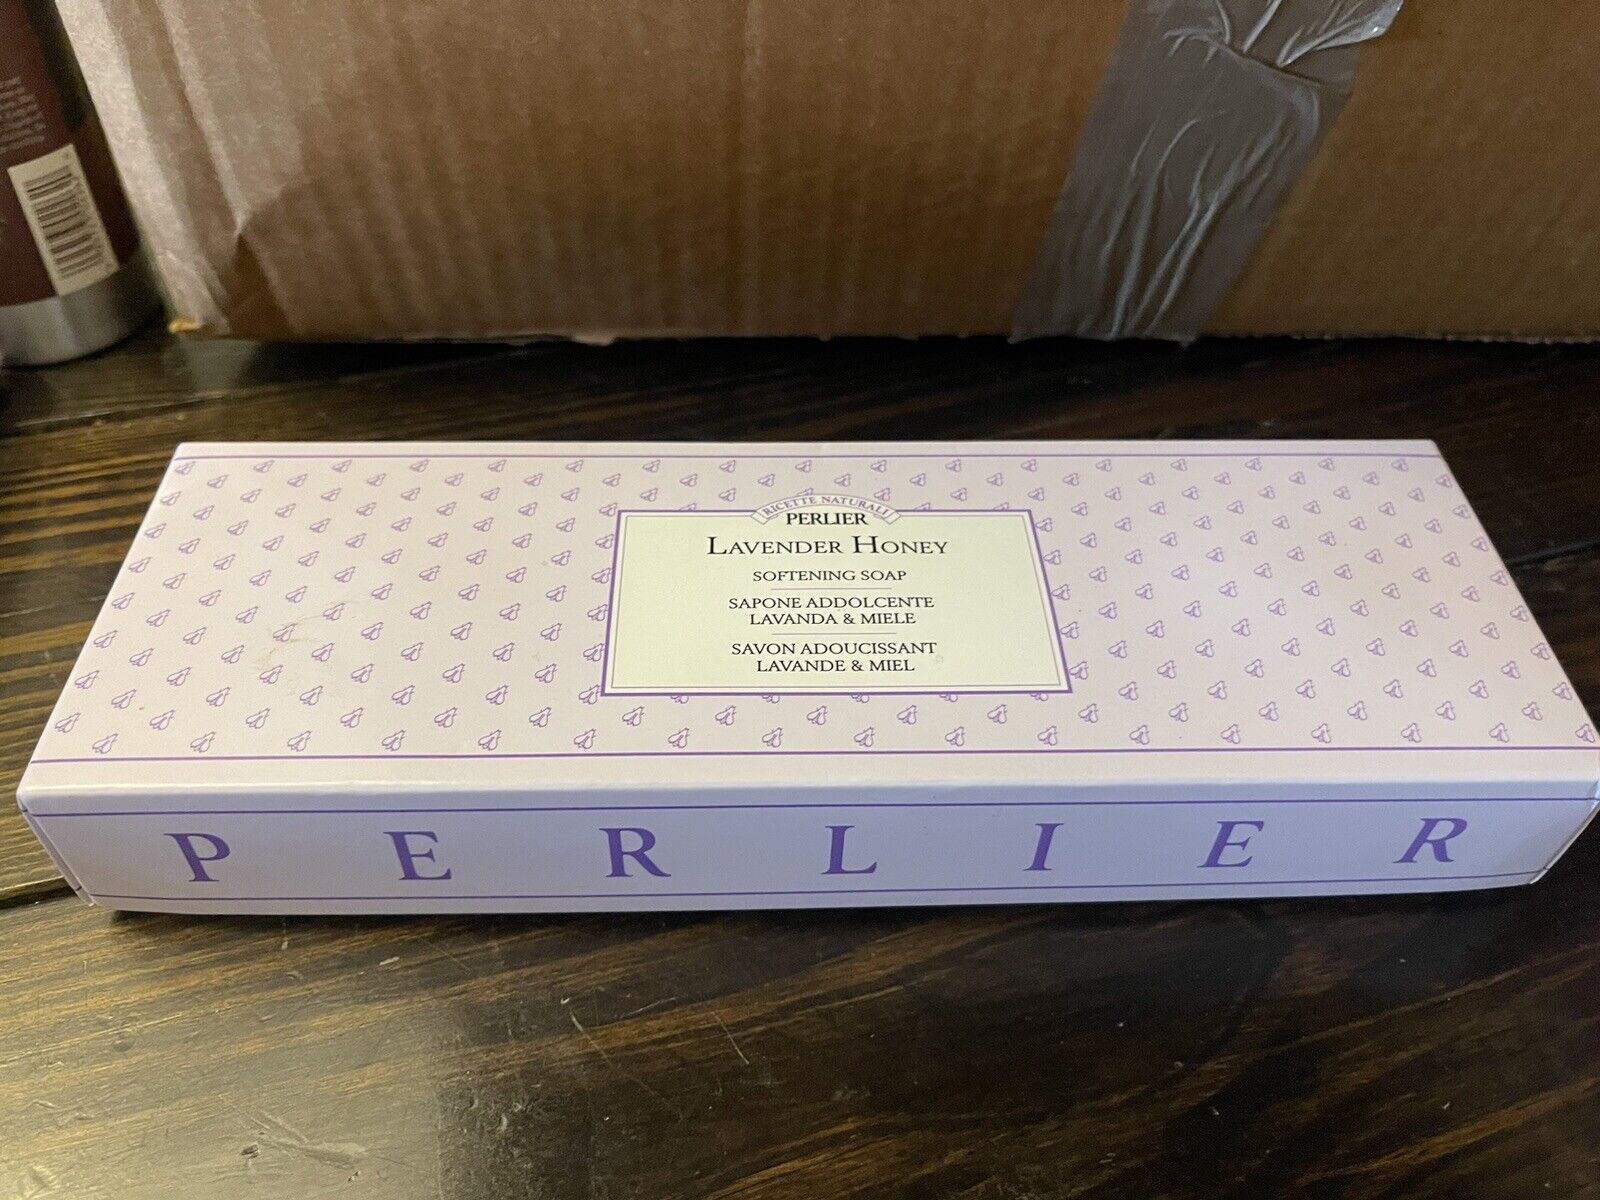 RICETTE NATURALI
PERLIER
LAVENDER HONEY
SOFTENING SOAP
SAPONE ADDOLCENTE
LAVANDA & MIELE
SAVON ADOUCISSANT
LAVANDE & MIEL
PERLIER